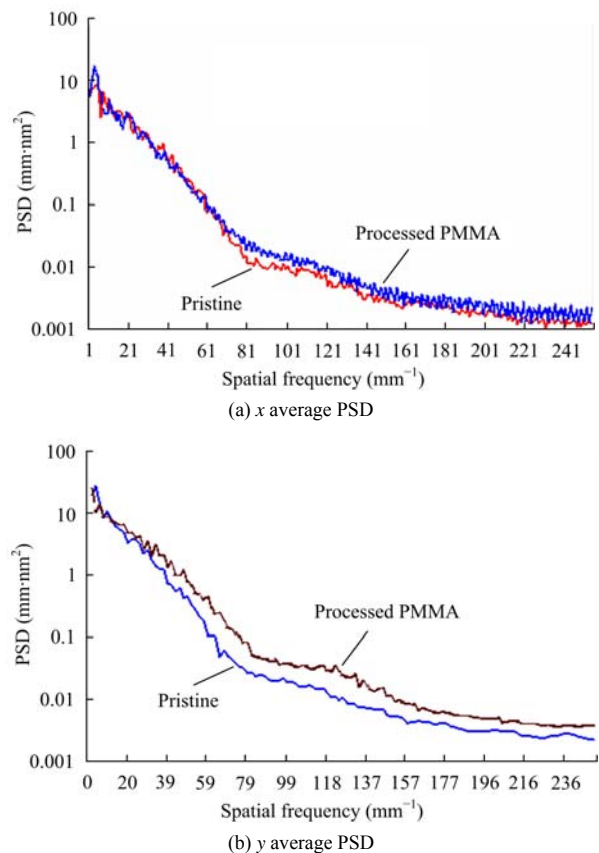 100
10
1
0.1
0.01
0.001
PSD (mm·nm²)
Processed PMMA
Pristine
1 21 41 61 81 101 121 141 161 181 201 221 241
Spatial frequency (mm⁻¹)
(a) x average PSD
100
10
1
0.1
0.01
0.001
PSD (mm·nm²)
Processed PMMA
Pristine
0 20 39 59 79 99 118 137 157 177 196 216 236
Spatial frequency (mm⁻¹)
(b) y average PSD